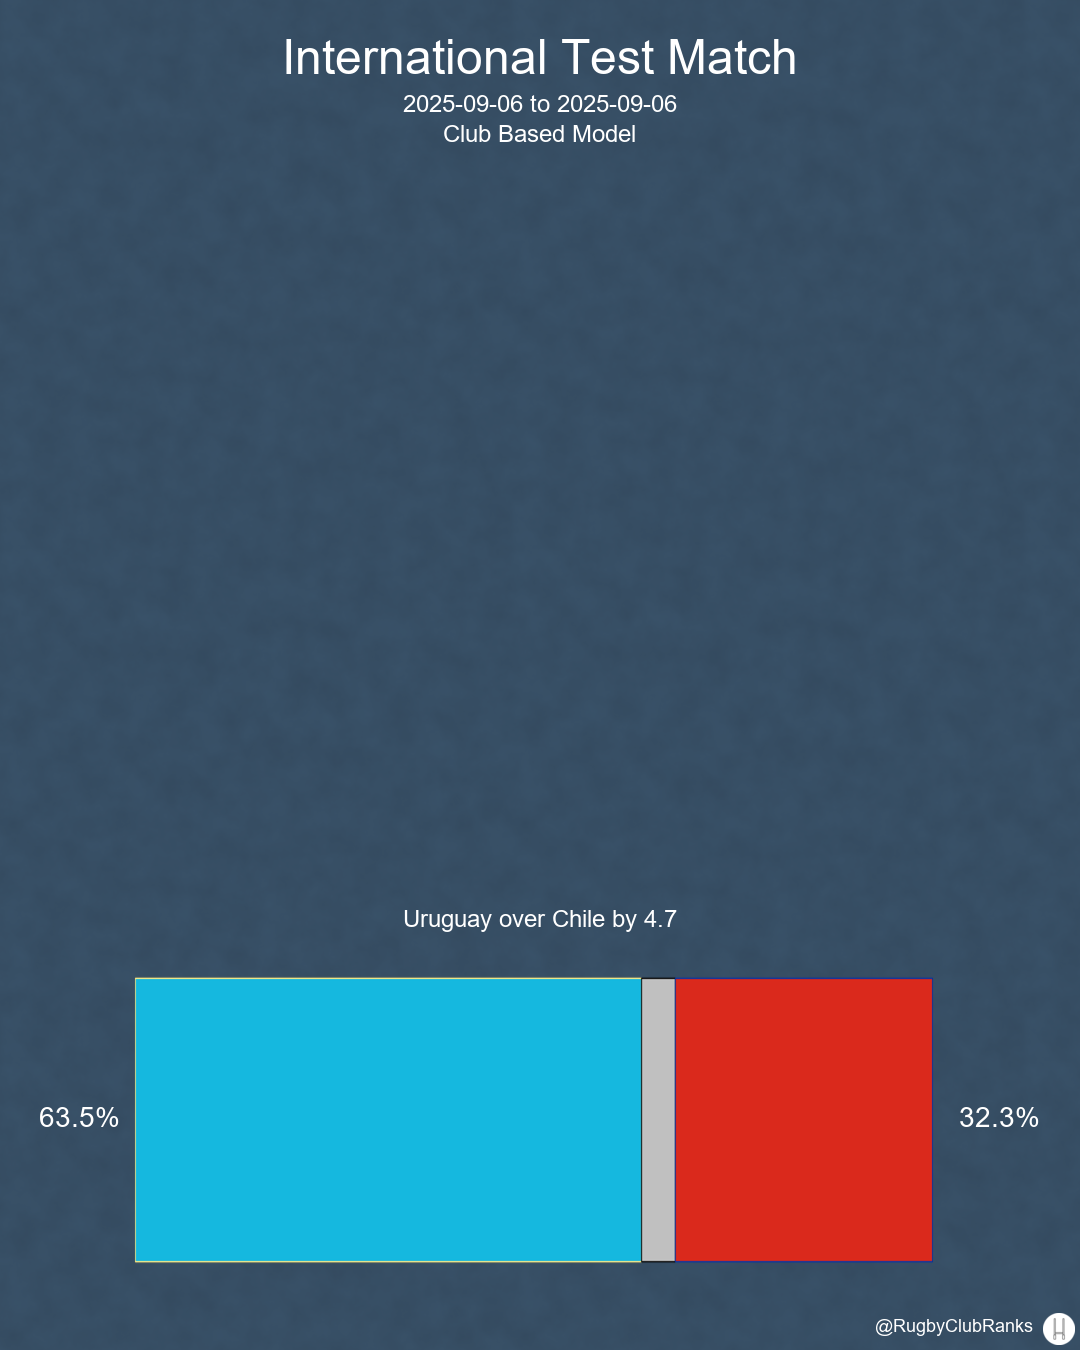 International Test Match
2025-09-06 to 2025-09-06
Club Based Model
Uruguay over Chile by 4.7
63.5%
32.3%
@RugbyClubRanks